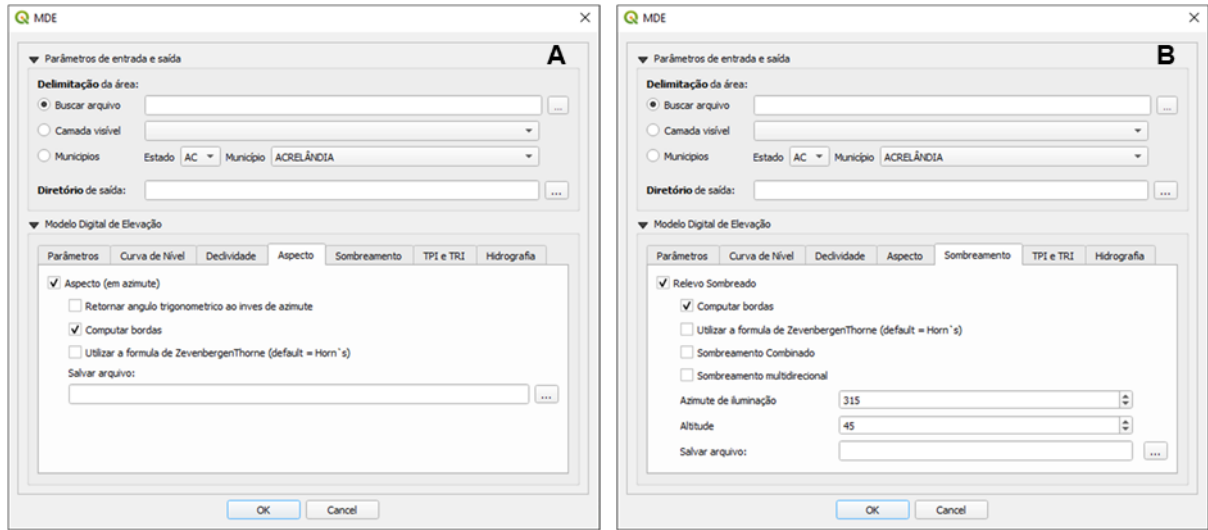 MDE
A
Parâmetros de entrada e saída
Delimitação da área:
Buscar arquivo ...
Camada visível
Municipios Estado AC Município ACRELÂNDIA
Diretório de saída: ...
Modelo Digital de Elevação
Parâmetros Curva de Nível Declividade Aspecto Sombreamento TPI e TRI Hidrografia
Aspecto (em azimute)
Retornar angulo trigonometrico ao inves de azimute
Computar bordas
Utilizar a formula de ZevenbergenThorne (default = Horn`s)
Salvar arquivo:
...
OK Cancel
MDE
B
Parâmetros de entrada e saída
Delimitação da área:
Buscar arquivo ...
Camada visível
Municipios Estado AC Município ACRELÂNDIA
Diretório de saída: ...
Modelo Digital de Elevação
Parâmetros Curva de Nível Declividade Aspecto Sombreamento TPI e TRI Hidrografia
Relevo Sombreado
Computar bordas
Utilizar a formula de ZevenbergenThorne (default = Horn`s)
Sombreamento Combinado
Sombreamento multidirecional
Azimute de iluminação 315
Altitude 45
Salvar arquivo: ...
OK Cancel